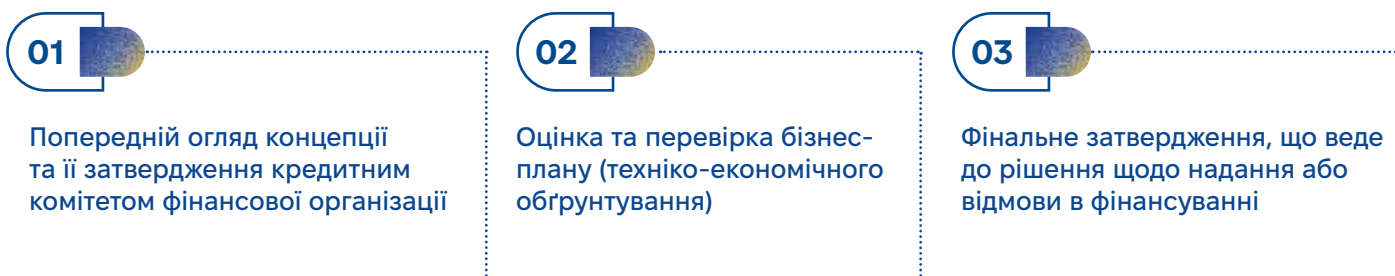 01
Попередній огляд концепції
та її затвердження кредитним
комітетом фінансової організації
02
Оцінка та перевірка бізнес-
плану (техніко-економічного
обґрунтування)
03
Фінальне затвердження, що веде
до рішення щодо надання або
відмови в фінансуванні